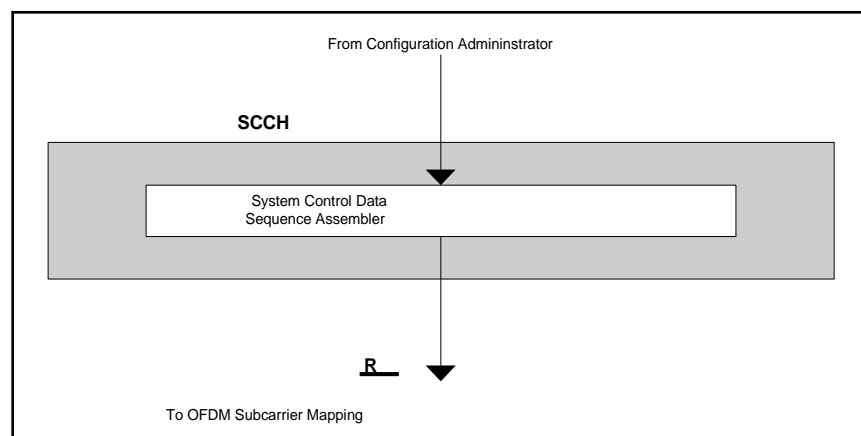 From Configuration Admininstrator
SCCH
System Control Data
Sequence Assembler
R
To OFDM Subcarrier Mapping